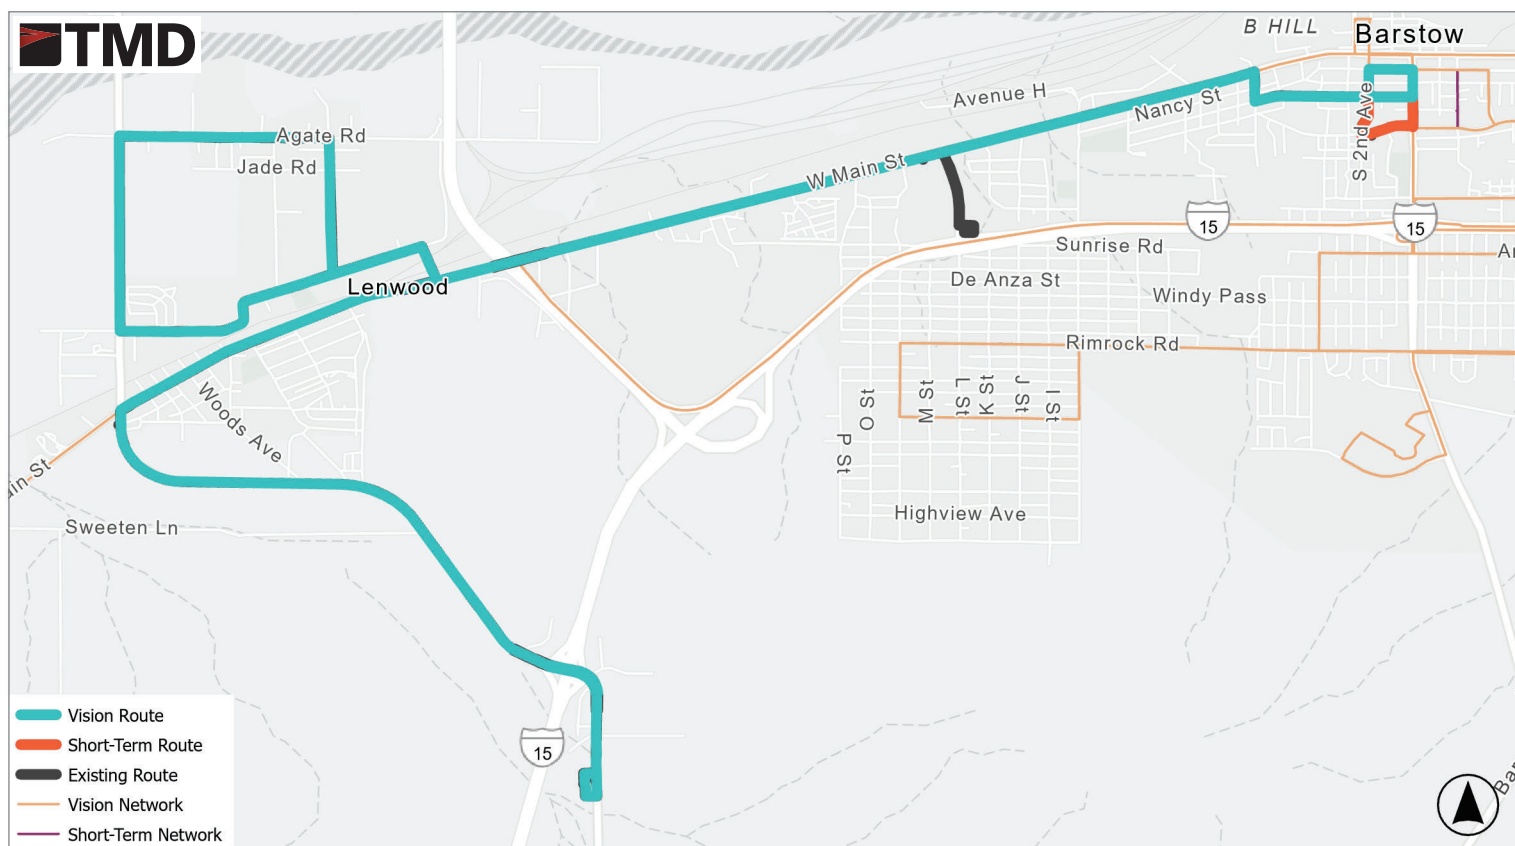 TMD
B HILL
Barstow
Avenue H
Nancy St
S 2nd Ave
Agate Rd
Jade Rd
W Main St
15
15
Sunrise Rd
De Anza St
Windy Pass
Lenwood
Rimrock Rd
Woods Ave
O St
M St
L St
K St
J St
I St
P St
ain St
Highview Ave
Sweeten Ln
15
Vision Route
Short-Term Route
Existing Route
Vision Network
Short-Term Network